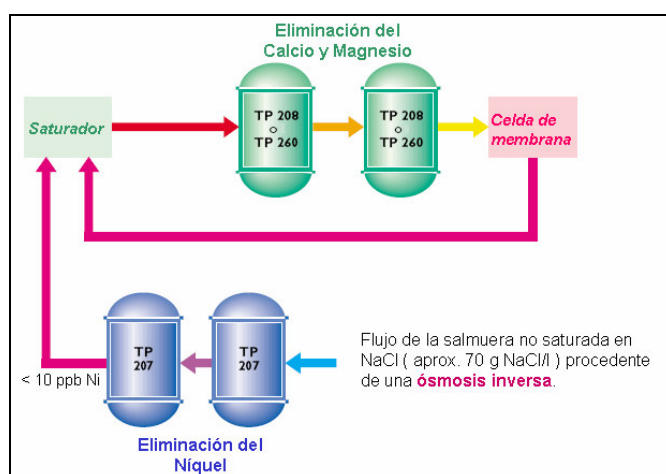 Eliminación del
Calcio y Magnesio
Saturador
TP 208
o
TP 260
TP 208
o
TP 260
Celda de
membrana
TP
207
TP
207
< 10 ppb Ni
Flujo de la salmuera no saturada en
NaCl ( aprox. 70 g NaCl/l ) procedente
de una ósmosis inversa.
Eliminación del
Níquel